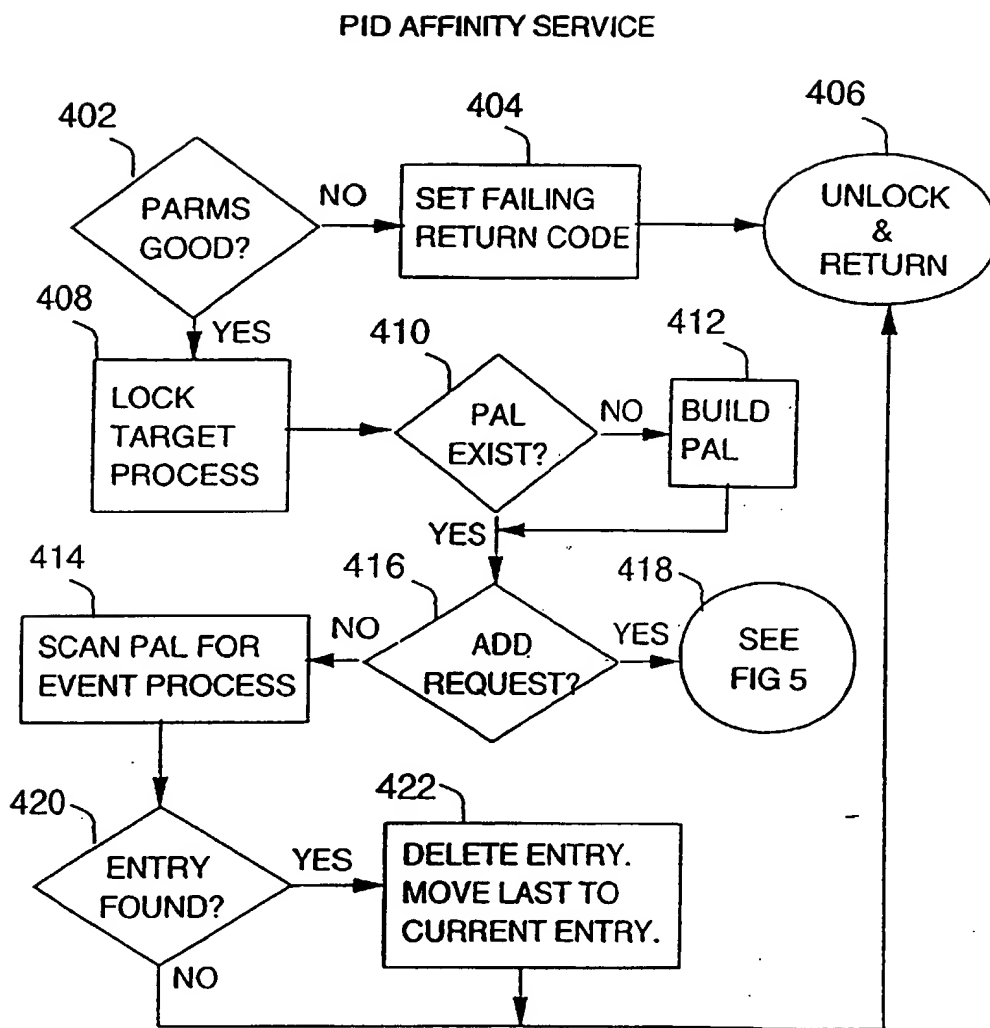 PID AFFINITY SERVICE
402
404
406
PARMS
GOOD?
NO
SET FAILING
RETURN CODE
UNLOCK
&
RETURN
YES
408
410
412
LOCK
TARGET
PROCESS
PAL
EXIST?
NO
BUILD
PAL
YES
414
416
418
SCAN PAL FOR
EVENT PROCESS
NO
ADD
REQUEST?
YES
SEE
FIG 5
420
422
ENTRY
FOUND?
YES
DELETE ENTRY.
MOVE LAST TO
CURRENT ENTRY.
NO